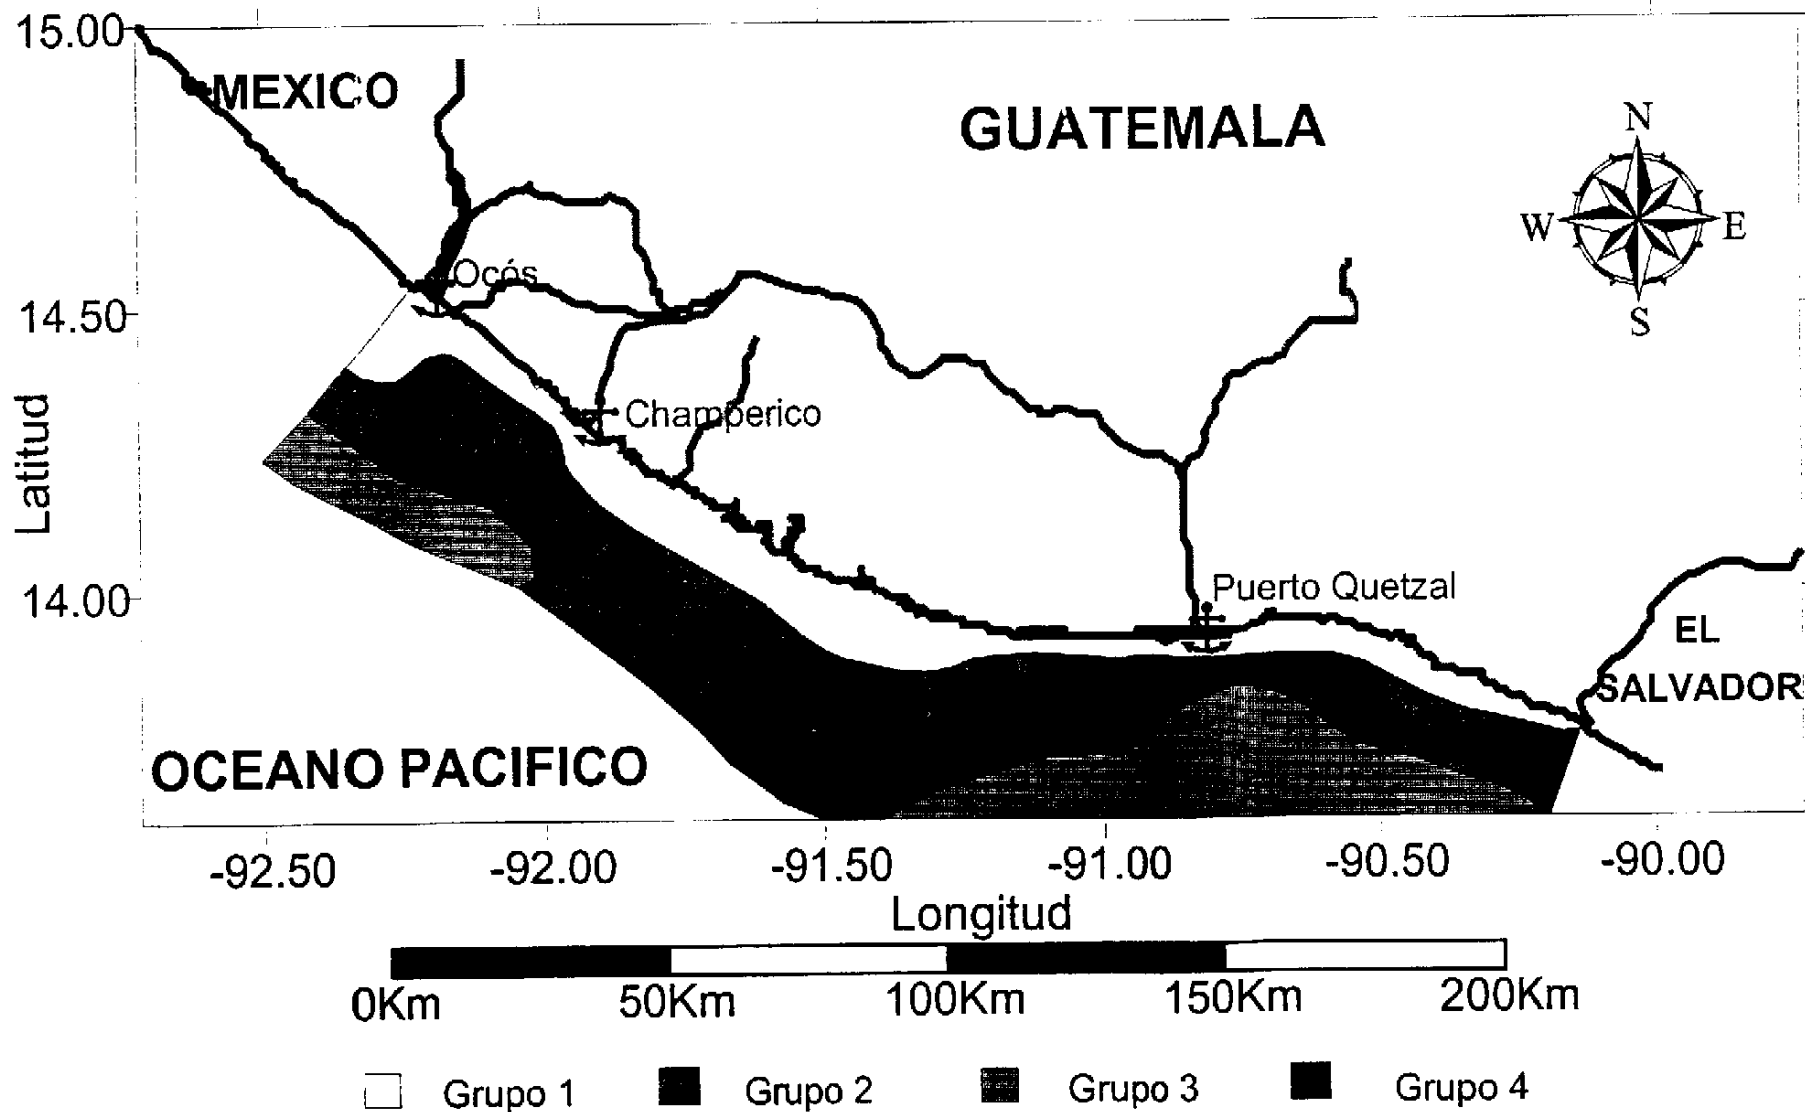 15.00
MEXICO
GUATEMALA
N
W
E
S
Ocós
14.50
Champerico
Latitud
14.00
Puerto Quetzal
EL
SALVADOR
OCEANO PACIFICO
-92.50 -92.00 -91.50 -91.00 -90.50 -90.00
Longitud
0Km 50Km 100Km 150Km 200Km
Grupo 1 Grupo 2 Grupo 3 Grupo 4